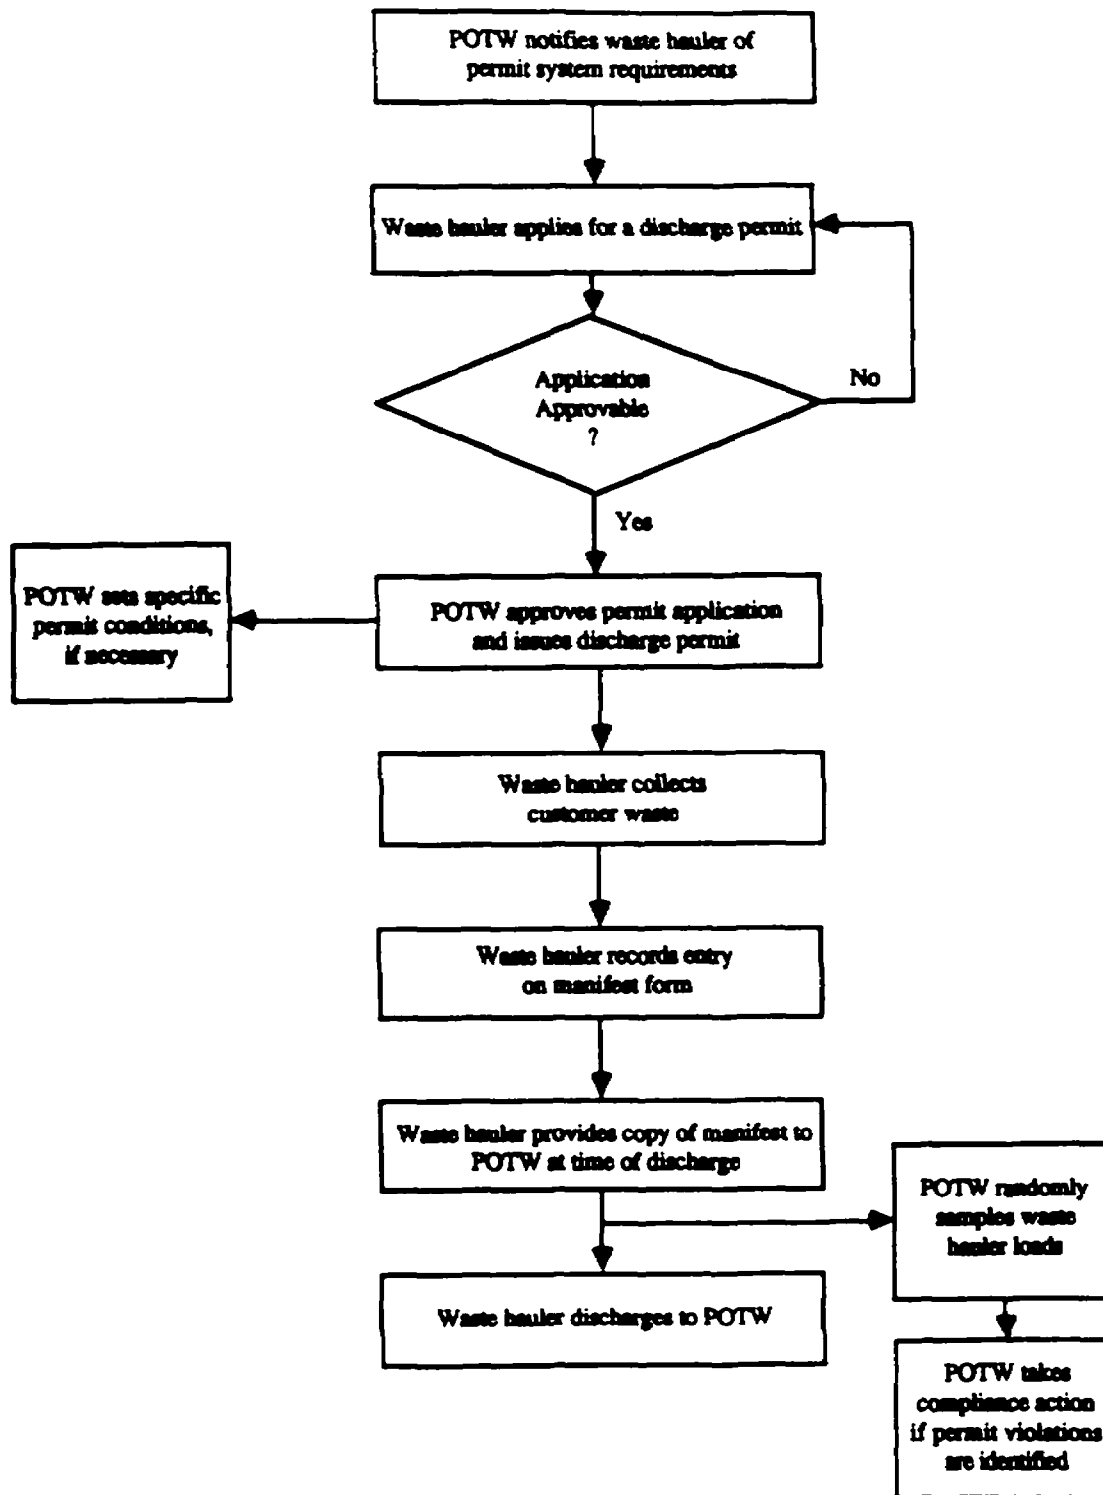 POTW notifies waste hauler of
permit system requirements
Waste hauler applies for a discharge permit
Application
Approvable
?
No
Yes
POTW sets specific
permit conditions,
if necessary
POTW approves permit application
and issues discharge permit
Waste hauler collects
customer waste
Waste hauler records entry
on manifest form
Waste hauler provides copy of manifest to
POTW at time of discharge
POTW randomly
samples waste
hauler loads
Waste hauler discharges to POTW
POTW takes
compliance action
if permit violations
are identified